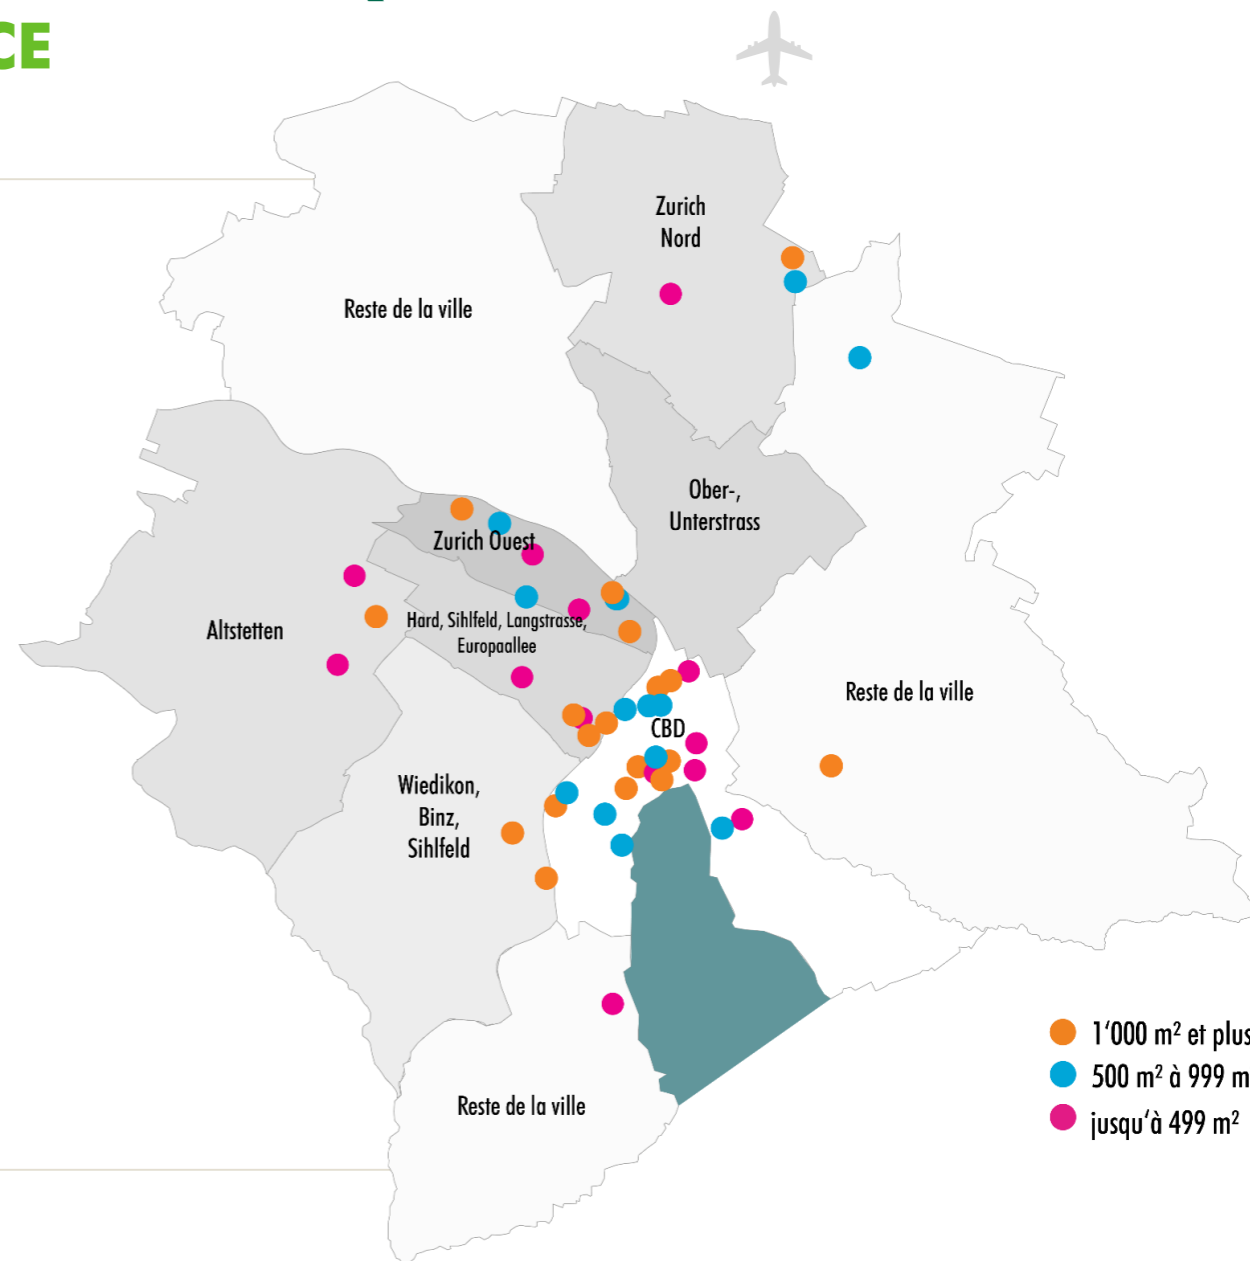 CE
Zurich
Nord
Reste de la ville
Ober-,
Unterstrass
Zurich Ouest
Hard, Sihlfeld, Langstrasse,
Europaallee
Altstetten
Reste de la ville
CBD
Wiedikon,
Binz,
Sihlfeld
Reste de la ville
1'000 m² et plus
500 m² à 999 m
jusqu'à 499 m²